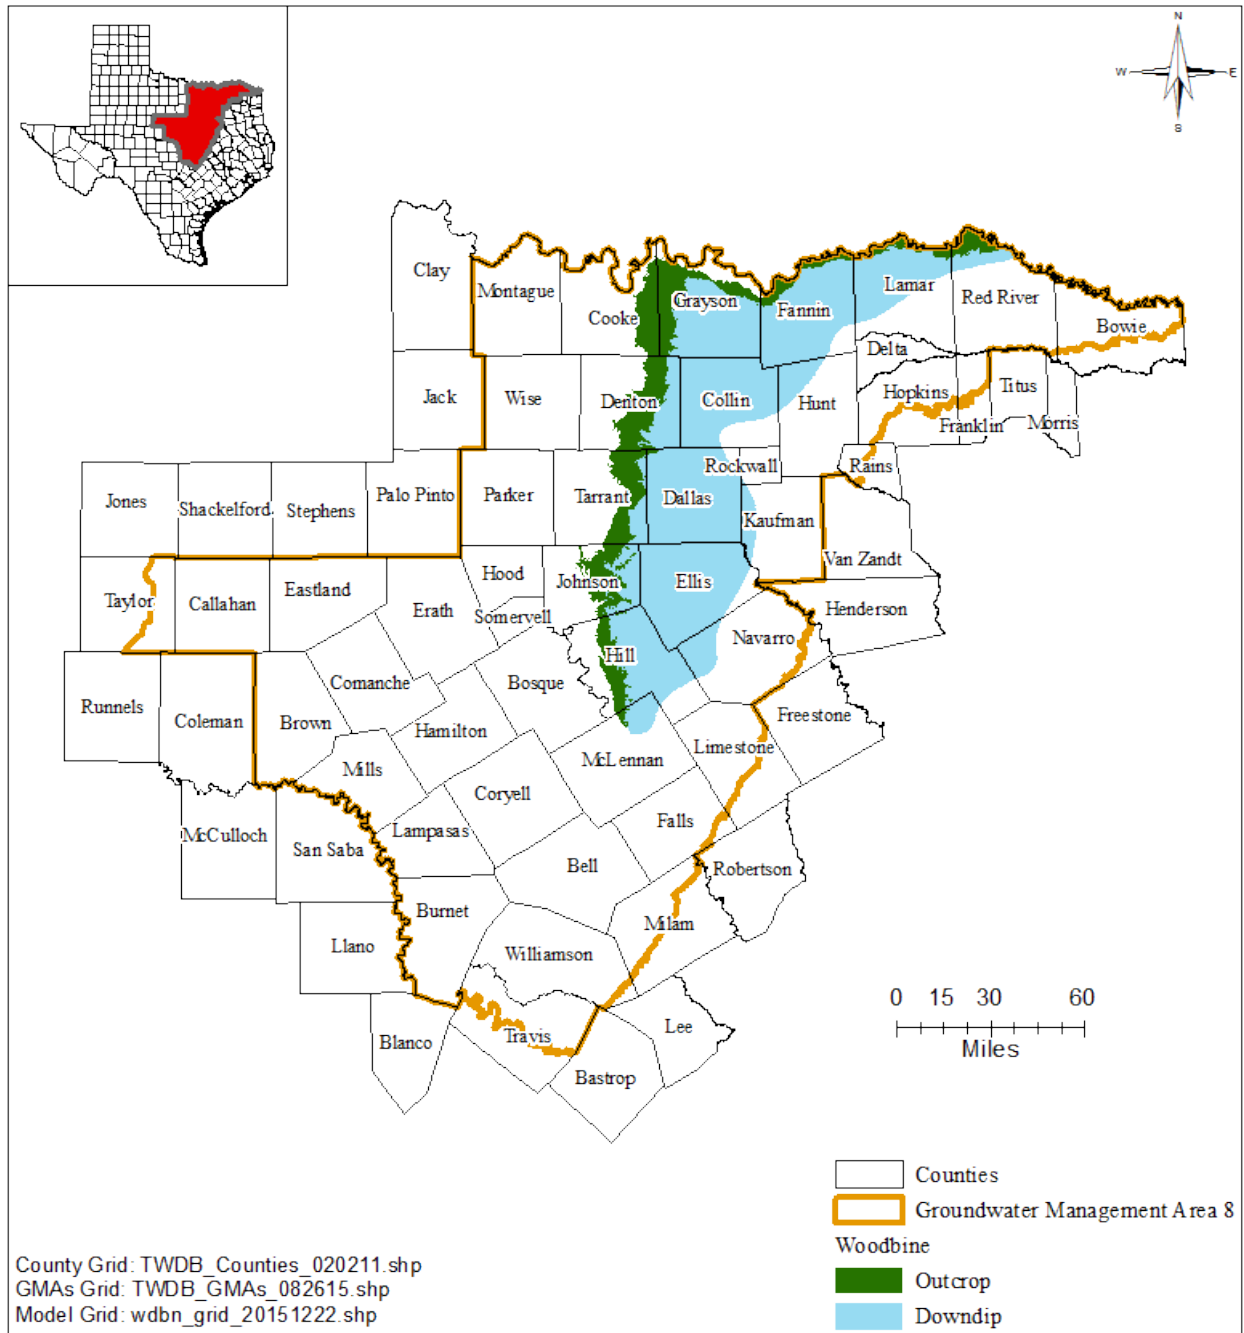 N
W E
S
Clay
Montague
Cooke
Grayson
Fannin
Lamar
Red River
Bowie
Delta
Jack
Wise
Denton
Collin
Hunt
Hopkins
Titus
Franklin
Morris
Rockwall
Rains
Jones
Shackelford
Stephens
Palo Pinto
Parker
Tarrant
Dallas
Kaufman
Van Zandt
Taylor
Callahan
Eastland
Erath
Hood
Somervell
Johnson
Ellis
Henderson
Navarro
Hill
Bosque
Comanche
Runnels
Coleman
Brown
Hamilton
Freestone
Limestone
McLennan
Mills
Coryell
McCulloch
San Saba
Lampasas
Falls
Bell
Robertson
Burnet
Milam
Llano
Williamson
Blanco
Travis
Lee
Bastrop
0 15 30 60
Miles
Counties
Groundwater Management Area 8
Woodbine
Outcrop
Downdip
County Grid: TWDB_Counties_020211.shp
GMAs Grid: TWDB_GMAs_082615.shp
Model Grid: wdbn_grid_20151222.shp